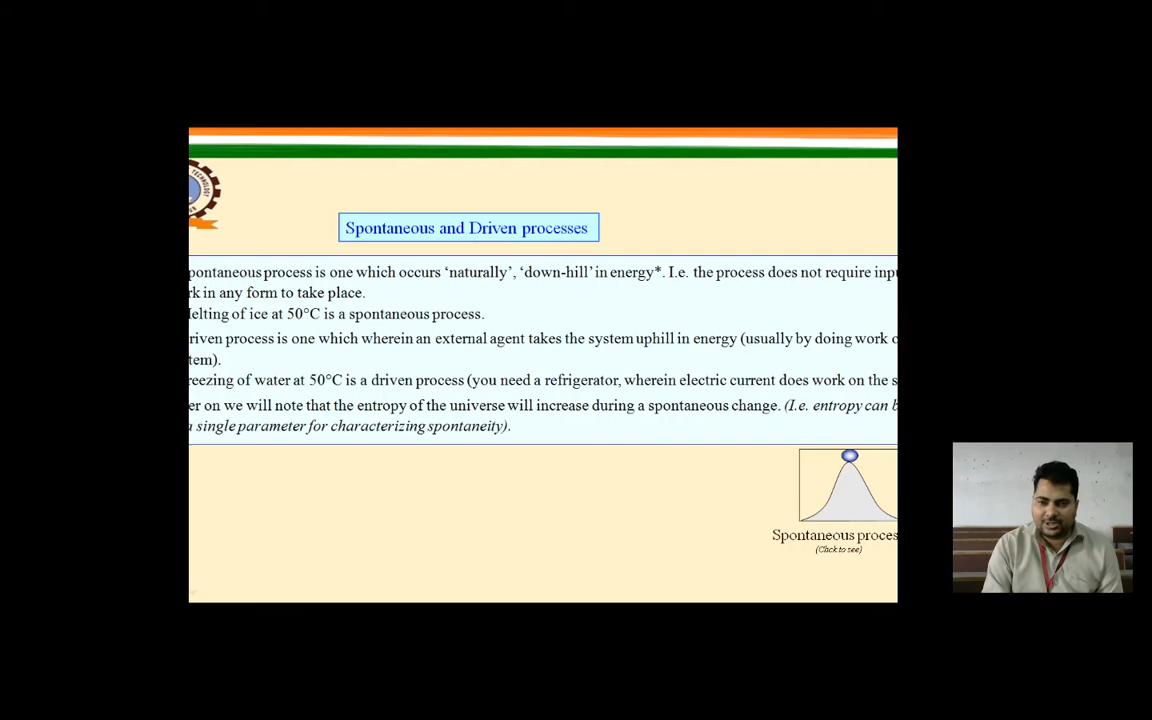 TECHNOLOGY
Spontaneous and Driven processes
pontaneous process is one which occurs ‘naturally’, ‘down-hill’ in energy*. I.e. the process does not require inpu
rk in any form to take place.
elting of ice at 50°C is a spontaneous process.
riven process is one which wherein an external agent takes the system uphill in energy (usually by doing work o
tem).
reezing of water at 50°C is a driven process (you need a refrigerator, wherein electric current does work on the s
er on we will note that the entropy of the universe will increase during a spontaneous change. (I.e. entropy can b
a single parameter for characterizing spontaneity).
Spontaneous proces
(Click to see)